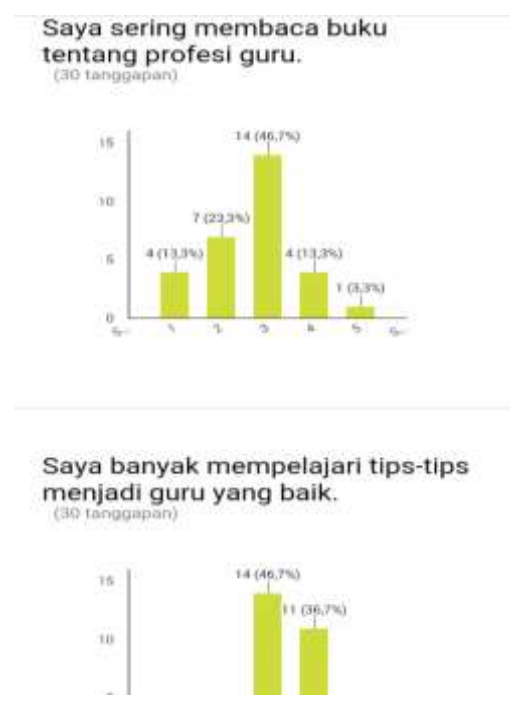 Saya sering membaca buku
tentang profesi guru.
(30 tanggapan)
15
14 (46,7%)
10
7 (23,3%)
5
4 (13,3%)
4 (13,3%)
1 (3,3%)
0
S...
1
2
3
4
5
S...
Saya banyak mempelajari tips-tips
menjadi guru yang baik.
(30 tanggapan)
15
14 (46,7%)
11 (36,7%)
10